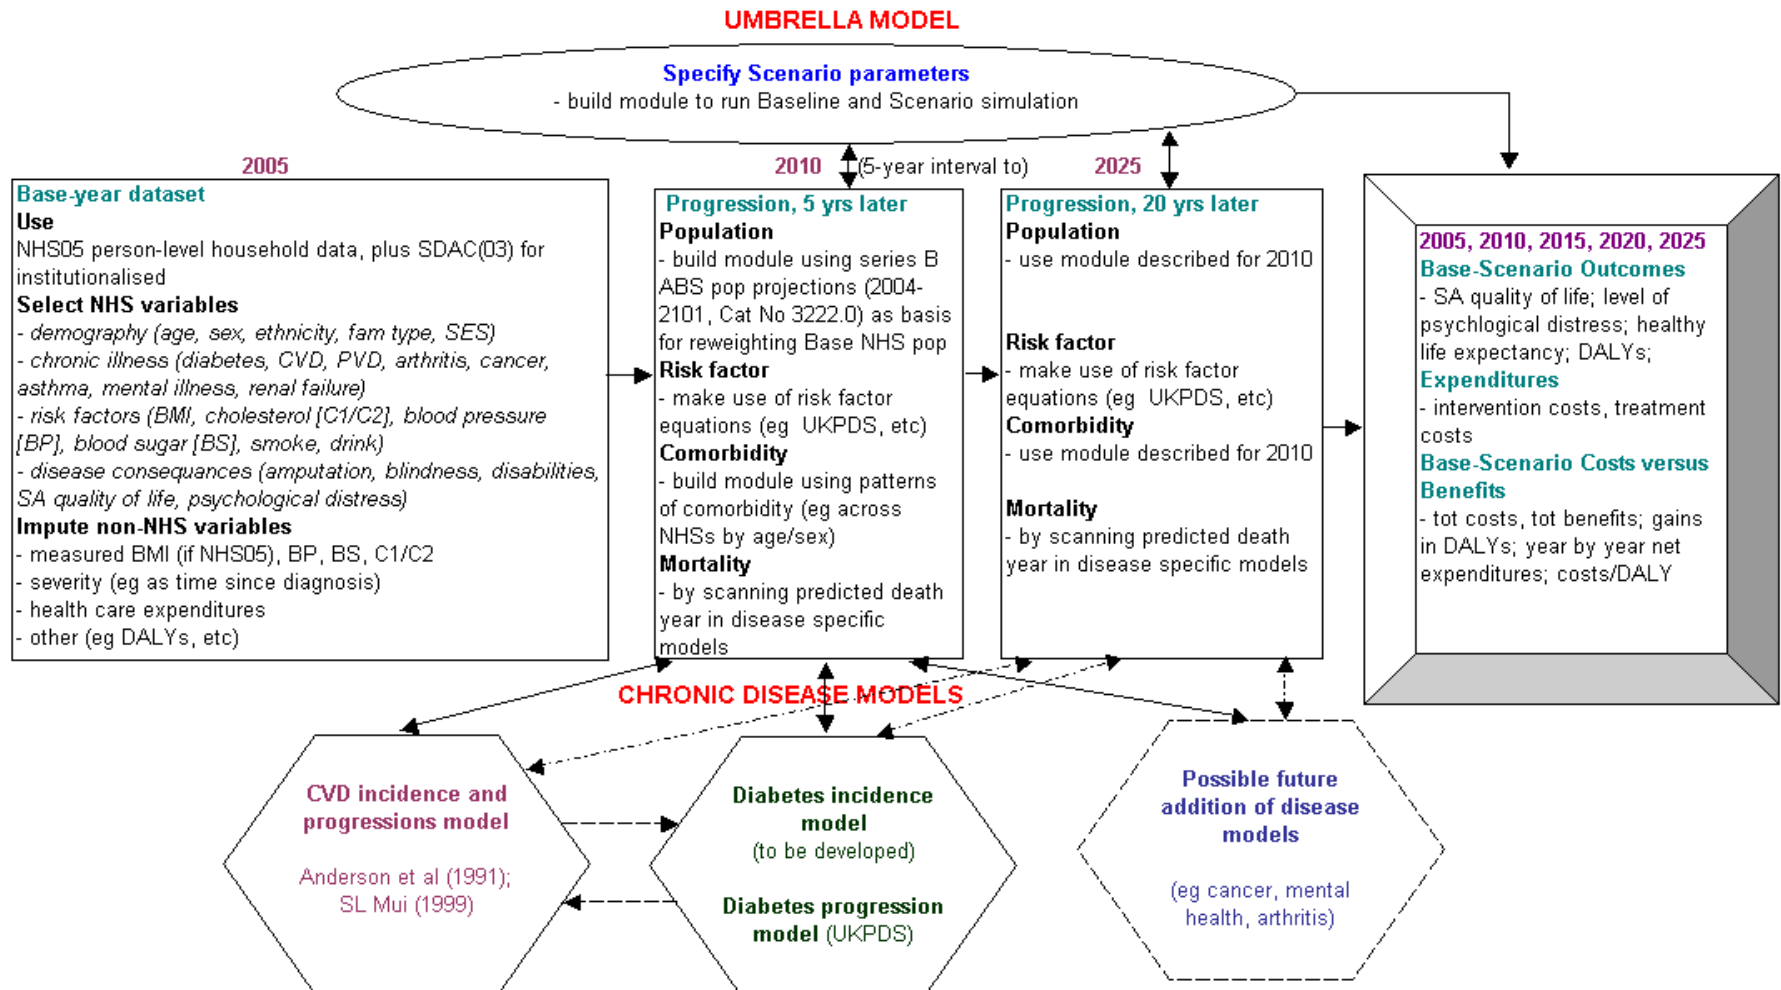 UMBRELLA MODEL
Specify Scenario parameters
- build module to run Baseline and Scenario simulation
2005
2010
(5-year interval to)
2025
Base-year dataset
Use
NHS05 person-level household data, plus SDAC(03) for
institutionalised
Select NHS variables
- demography (age, sex, ethnicity, fam type, SES)
- chronic illness (diabetes, CVD, PVD, arthritis, cancer,
asthma, mental illness, renal failure)
- risk factors (BMI, cholesterol [C1/C2], blood pressure
[BP], blood sugar [BS], smoke, drink)
- disease consequances (amputation, blindness, disabilities,
SA quality of life, psychological distress)
Impute non-NHS variables
- measured BMI (if NHS05), BP, BS, C1/C2
- severity (eg as time since diagnosis)
- health care expenditures
- other (eg DALYs, etc)
Progression, 5 yrs later
Population
- build module using series B
ABS pop projections (2004-
2101, Cat No 3222.0) as basis
for reweighting Base NHS pop
Risk factor
- make use of risk factor
equations (eg UKPDS, etc)
Comorbidity
- build module using patterns
of comorbidity (eg across
NHSs by age/sex)
Mortality
- by scanning predicted death
year in disease specific
models
Progression, 20 yrs later
Population
- use module described for 2010
Risk factor
- make use of risk factor
equations (eg UKPDS, etc)
Comorbidity
- use module described for 2010
Mortality
- by scanning predicted death
year in disease specific models
2005, 2010, 2015, 2020, 2025
Base-Scenario Outcomes
- SA quality of life; level of
psychlogical distress; healthy
life expectancy; DALYs;
Expenditures
- intervention costs, treatment
costs
Base-Scenario Costs versus
Benefits
- tot costs, tot benefits; gains
in DALYs; year by year net
expenditures; costs/DALY
CHRONIC DISEASE MODELS
CVD incidence and
progressions model
Anderson et al (1991);
SL Mui (1999)
Diabetes incidence
model
(to be developed)
Diabetes progression
model (UKPDS)
Possible future
addition of disease
models
(eg cancer, mental
health, arthritis)